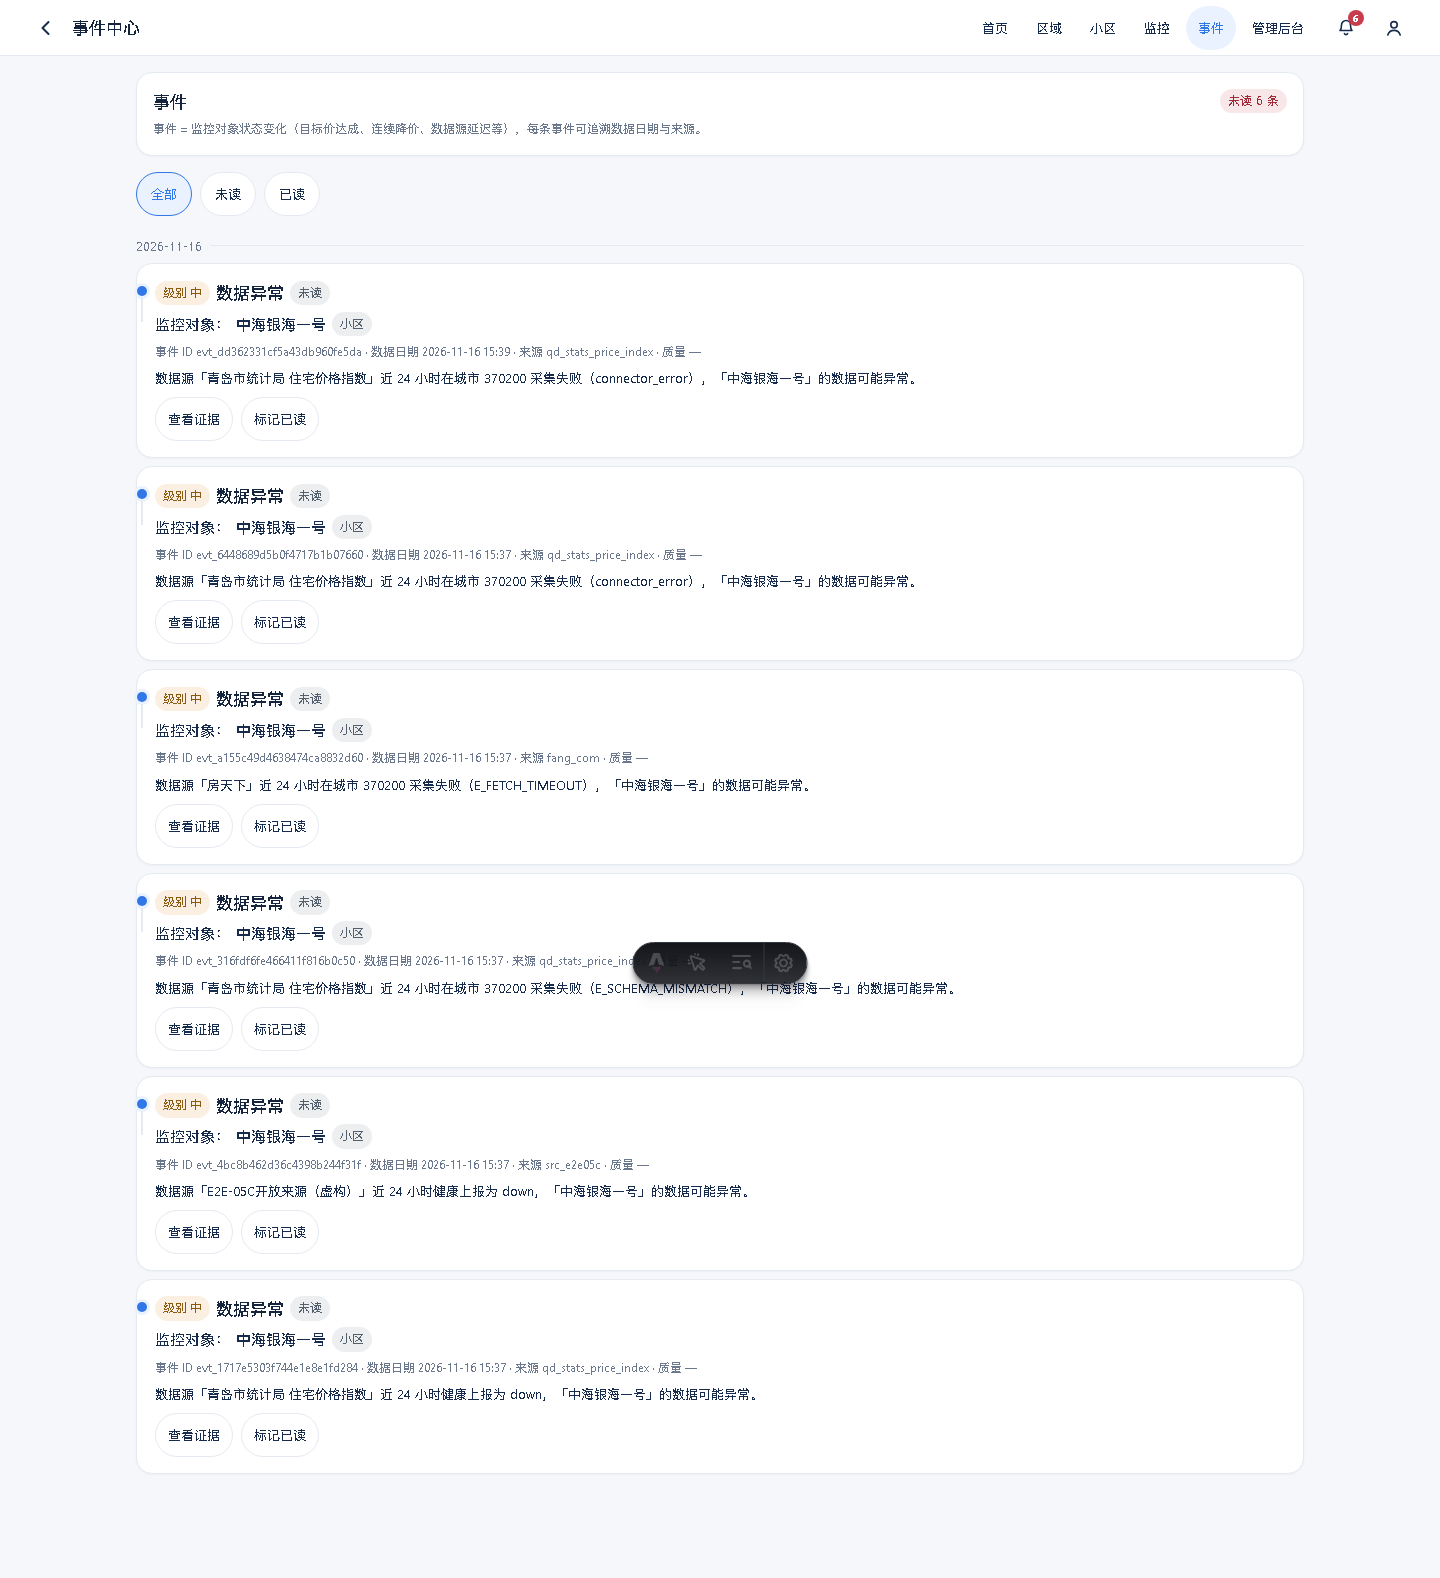 事件中心
首页 区域 小区 监控 事件 管理后台 6
事件
未读 6 条
事件 = 监控对象状态变化（目标价达成、连续降价、数据源延迟等），每条事件可追溯数据日期与来源。
全部 未读 已读
2026-11-16
级别 中 数据异常 未读
监控对象： 中海银海一号 小区
事件 ID evt_dd362331cf5a43db960fe5da · 数据日期 2026-11-16 15:39 · 来源 qd_stats_price_index · 质量 —
数据源「青岛市统计局 住宅价格指数」近 24 小时在城市 370200 采集失败（connector_error），「中海银海一号」的数据可能异常。
查看证据 标记已读
级别 中 数据异常 未读
监控对象： 中海银海一号 小区
事件 ID evt_6448689d5b0f4717b1b07660 · 数据日期 2026-11-16 15:37 · 来源 qd_stats_price_index · 质量 —
数据源「青岛市统计局 住宅价格指数」近 24 小时在城市 370200 采集失败（connector_error），「中海银海一号」的数据可能异常。
查看证据 标记已读
级别 中 数据异常 未读
监控对象： 中海银海一号 小区
事件 ID evt_a155c49d4638474ca8832d60 · 数据日期 2026-11-16 15:37 · 来源 fang_com · 质量 —
数据源「房天下」近 24 小时在城市 370200 采集失败（E_FETCH_TIMEOUT），「中海银海一号」的数据可能异常。
查看证据 标记已读
级别 中 数据异常 未读
监控对象： 中海银海一号 小区
事件 ID evt_316fdf6fe466411f816b0c50 · 数据日期 2026-11-16 15:37 · 来源
数据源「青岛市统计局 住宅价格指数」近 24 小时在城市 370200 采集失败（E_SCHEMA_MISMATCH），「中海银海一号」的数据可能异常。
查看证据 标记已读
级别 中 数据异常 未读
监控对象： 中海银海一号 小区
事件 ID evt_4bc8b462d36c4398b244f31f · 数据日期 2026-11-16 15:37 · 来源 src_e2e05c · 质量 —
数据源「E2E-05C开放来源（虚构）」近 24 小时健康上报为 down，「中海银海一号」的数据可能异常。
查看证据 标记已读
级别 中 数据异常 未读
监控对象： 中海银海一号 小区
事件 ID evt_1717e5303f744e1e8e1fd284 · 数据日期 2026-11-16 15:37 · 来源 qd_stats_price_index · 质量 —
数据源「青岛市统计局 住宅价格指数」近 24 小时健康上报为 down，「中海银海一号」的数据可能异常。
查看证据 标记已读